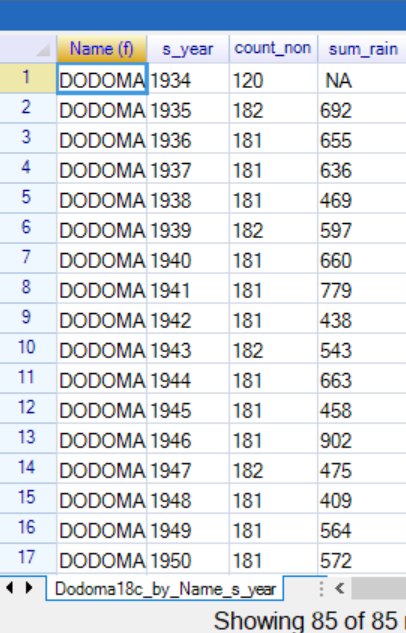 Name (f) s_year count_non sum_rain
1 DODOMA 1934 120 NA
2 DODOMA 1935 182 692
3 DODOMA 1936 181 655
4 DODOMA 1937 181 636
5 DODOMA 1938 181 469
6 DODOMA 1939 182 597
7 DODOMA 1940 181 660
8 DODOMA 1941 181 779
9 DODOMA 1942 181 438
10 DODOMA 1943 182 543
11 DODOMA 1944 181 663
12 DODOMA 1945 181 458
13 DODOMA 1946 181 902
14 DODOMA 1947 182 475
15 DODOMA 1948 181 409
16 DODOMA 1949 181 564
17 DODOMA 1950 181 572
Dodoma18c_by_Name_s_year
Showing 85 of 85